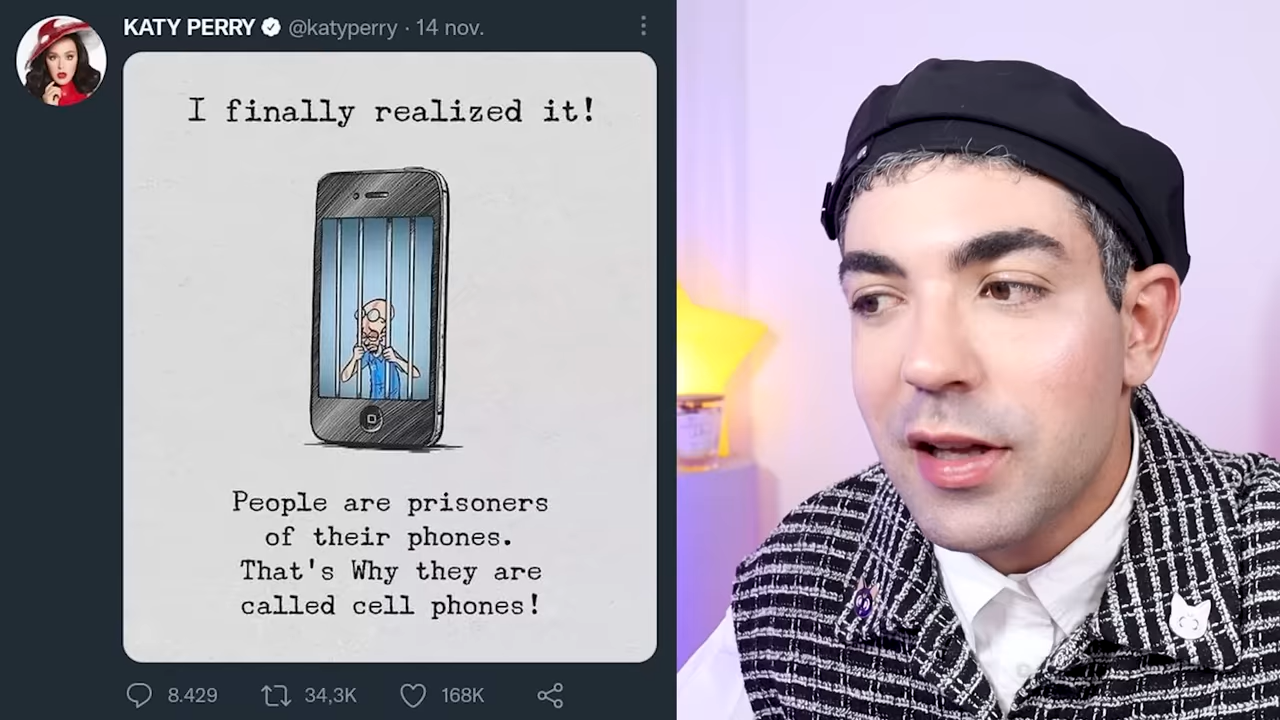 KATY PERRY @katyperry · 14 nov.
I finally realized it!
People are prisoners
of their phones.
That's Why they are
called cell phones!
8.429 34,3K 168K